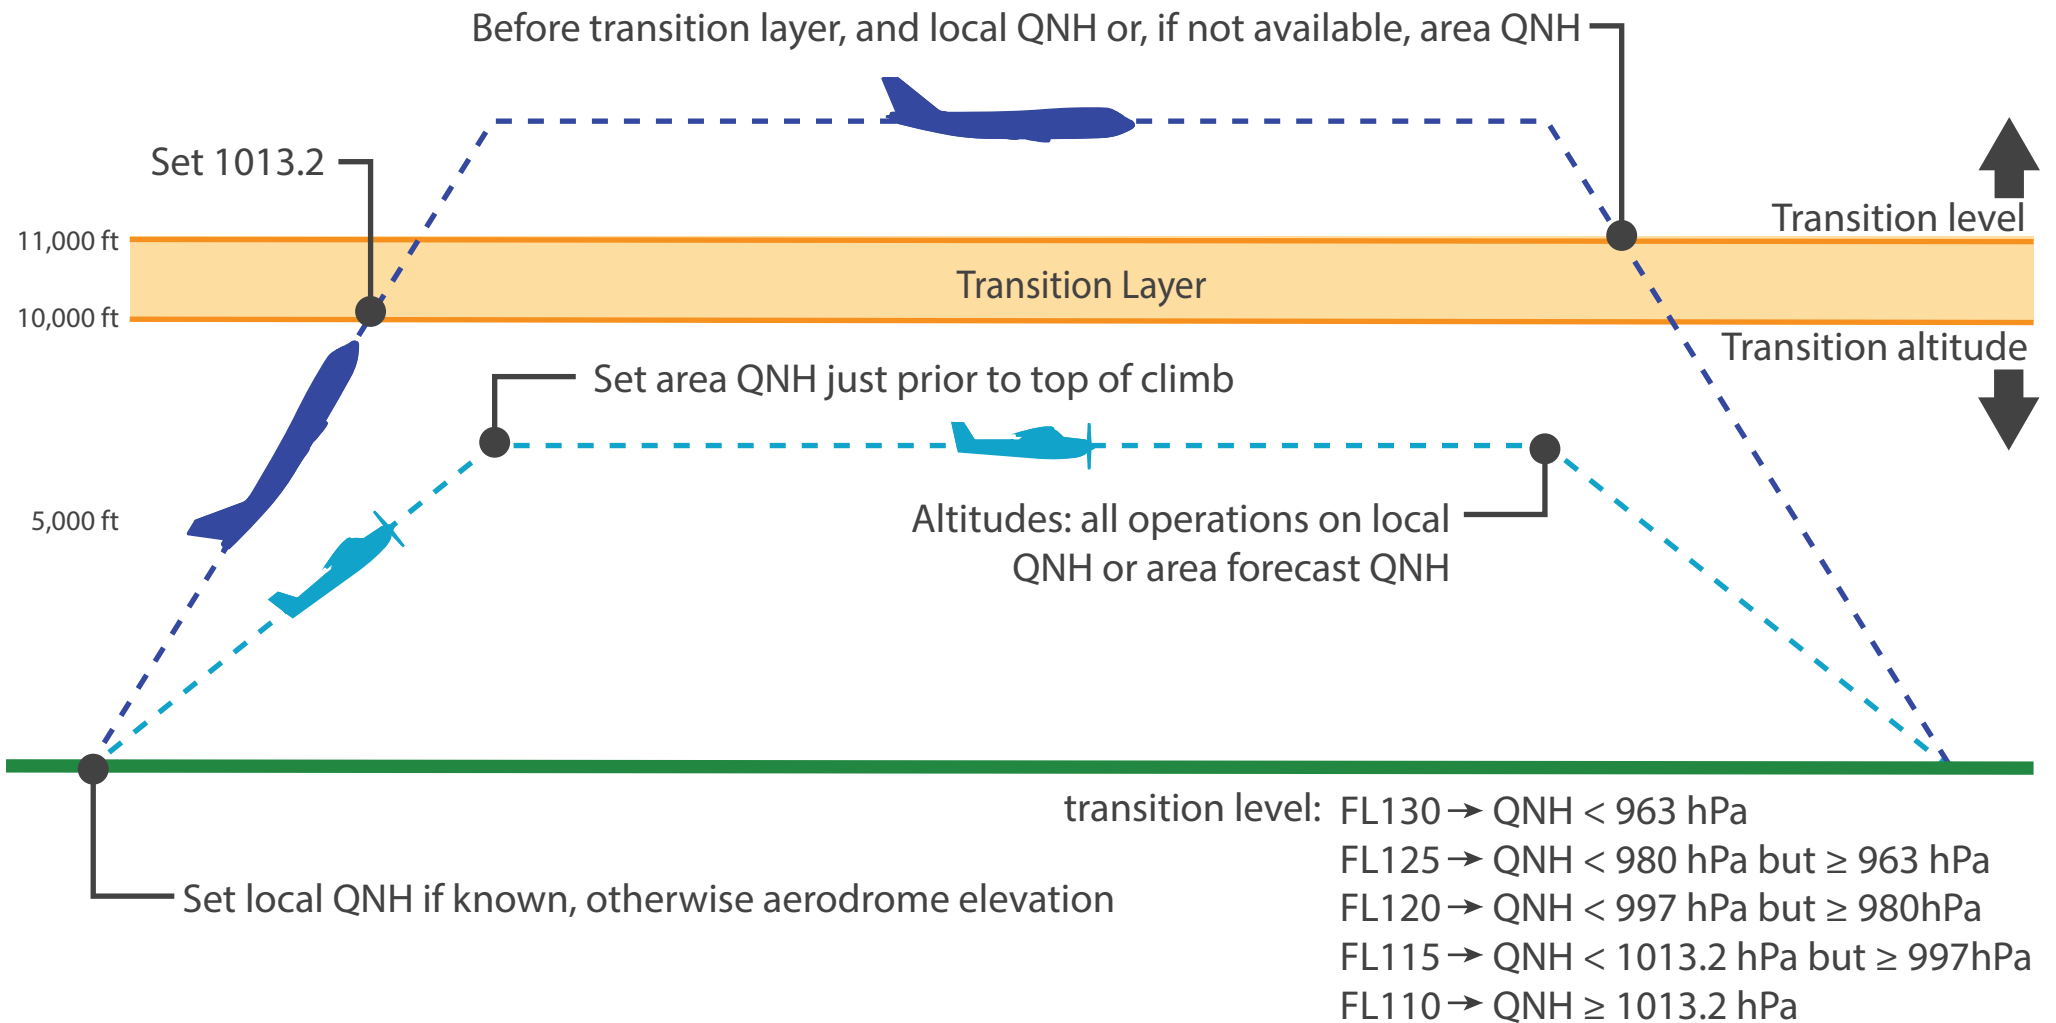 Before transition layer, and local QNH or, if not available, area QNH
Set 1013.2
Transition level
11,000 ft
Transition Layer
10,000 ft
Transition altitude
Set area QNH just prior to top of climb
5,000 ft
Altitudes: all operations on local
QNH or area forecast QNH
transition level: FL130 → QNH < 963 hPa
FL125 → QNH < 980 hPa but ≥ 963 hPa
Set local QNH if known, otherwise aerodrome elevation
FL120 → QNH < 997 hPa but ≥ 980hPa
FL115 → QNH < 1013.2 hPa but ≥ 997hPa
FL110 → QNH ≥ 1013.2 hPa